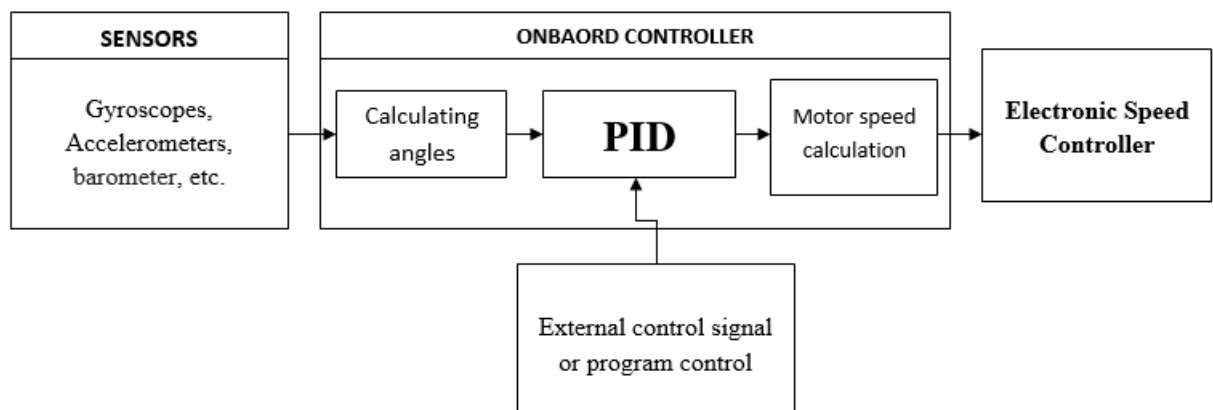 SENSORS
Gyroscopes,
Accelerometers,
barometer, etc.
ONBAORD CONTROLLER
Calculating
angles
PID
Motor speed
calculation
Electronic Speed
Controller
External control signal
or program control